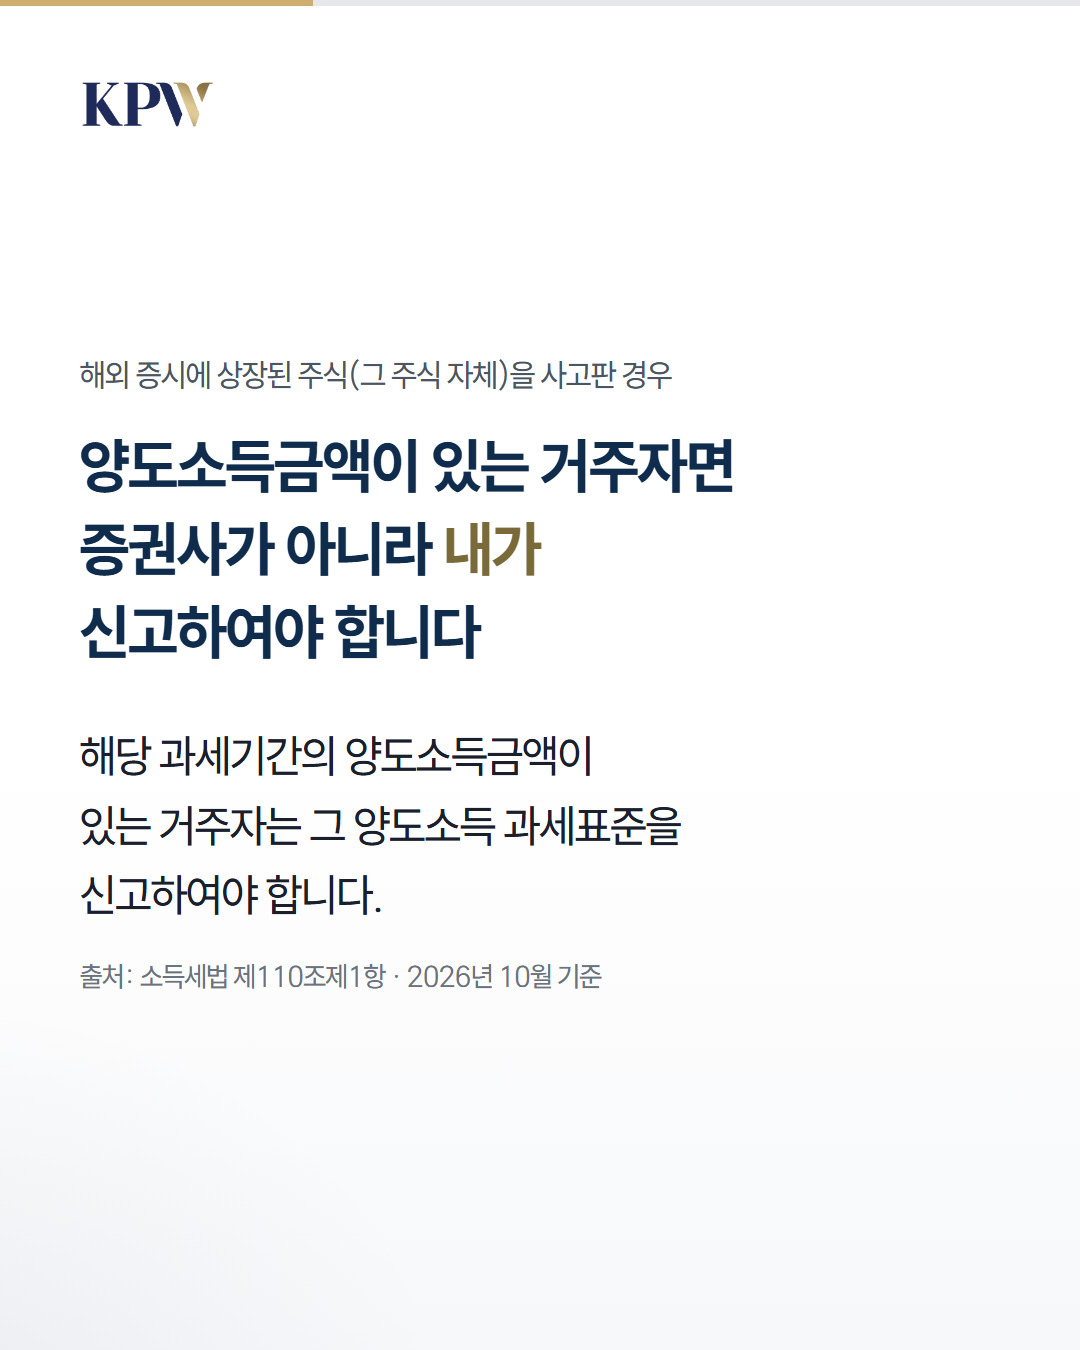 KPW
해외 증시에 상장된 주식(그 주식 자체)을 사고판 경우
양도소득금액이 있는 거주자면
증권사가 아니라 내가
신고하여야 합니다
해당 과세기간의 양도소득금액이
있는 거주자는 그 양도소득 과세표준을
신고하여야 합니다.
출처: 소득세법 제110조제1항 · 2026년 10월 기준